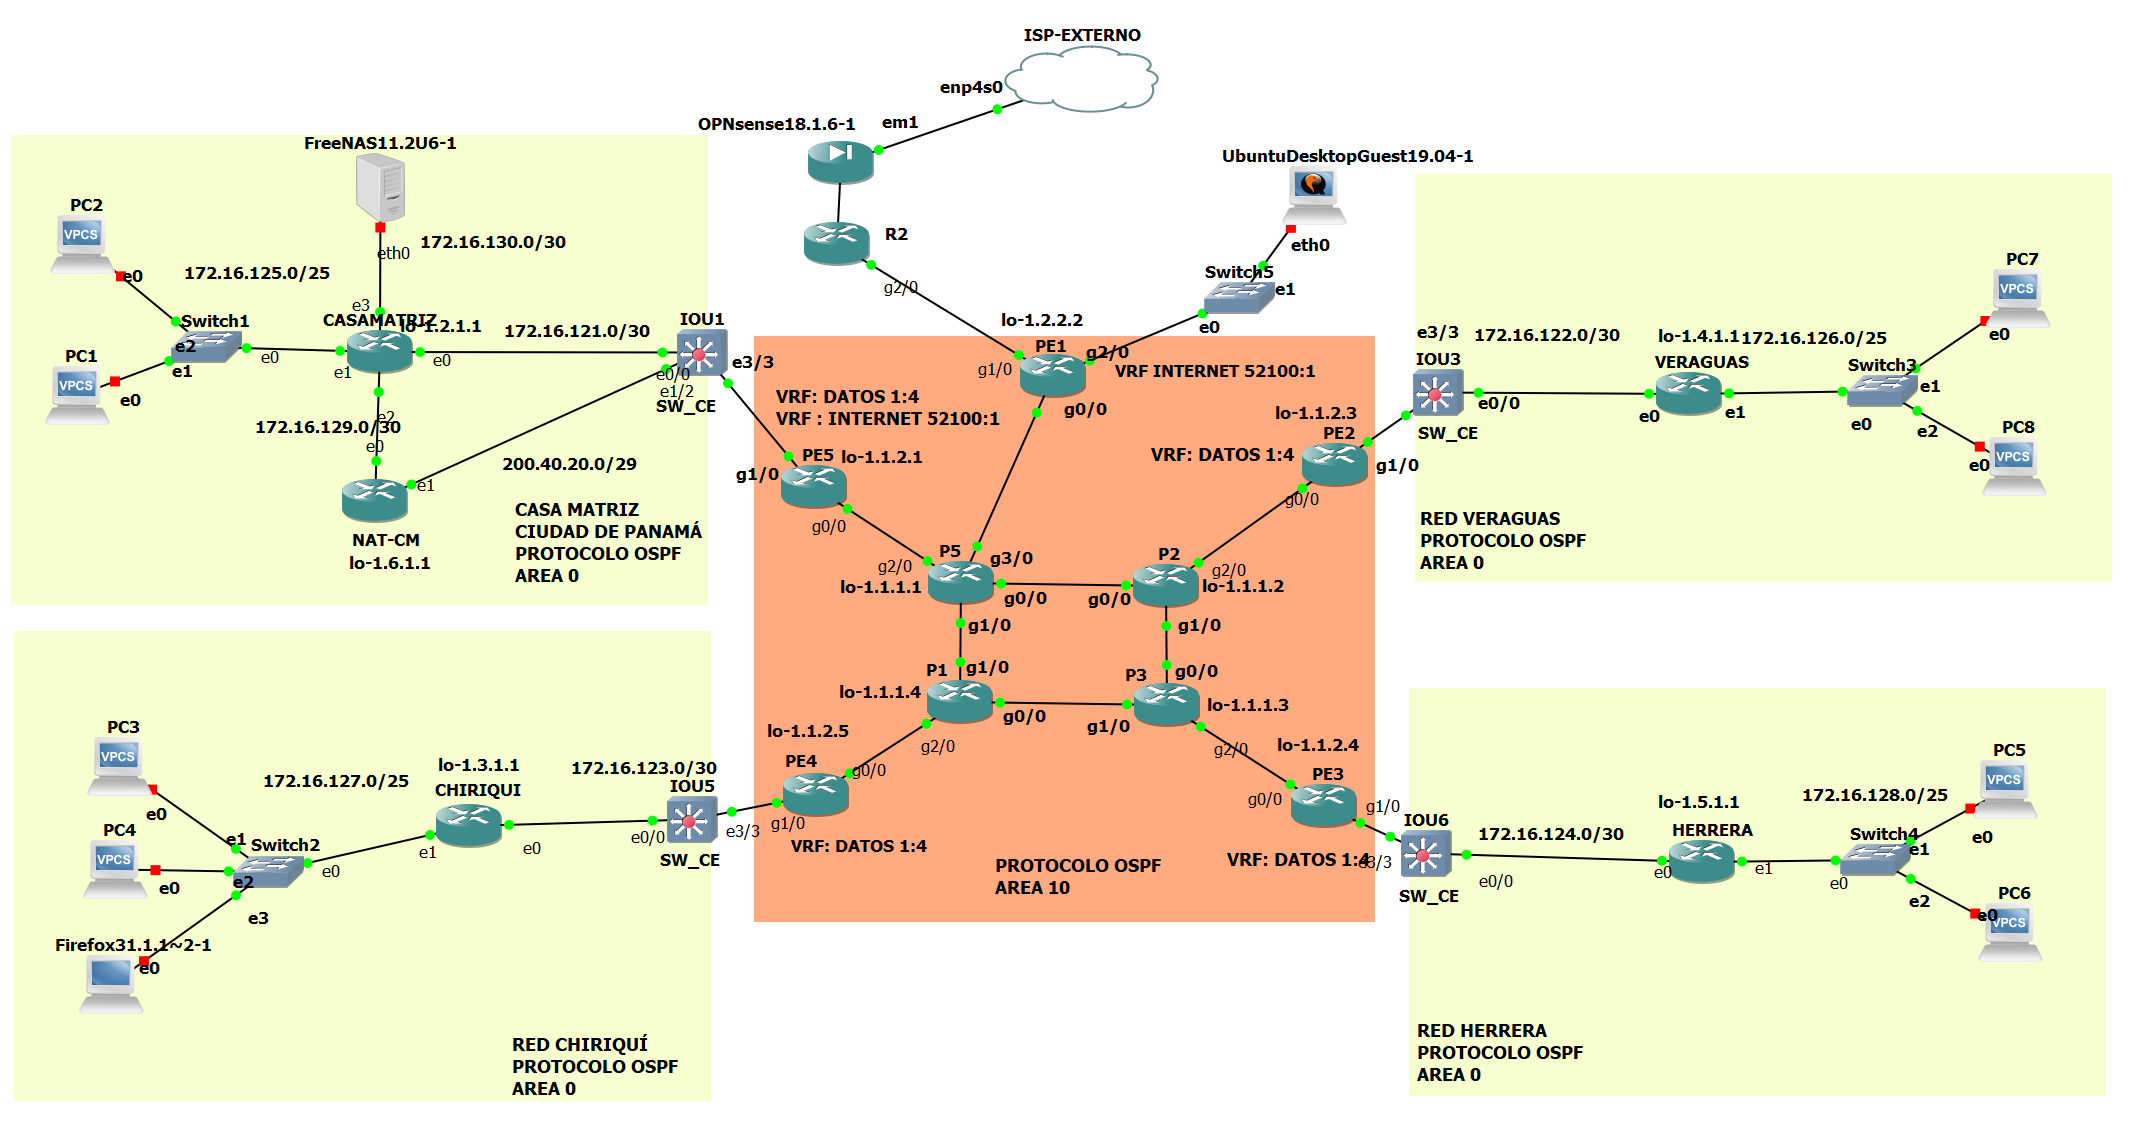 ISP-EXTERNO
enp4s0
OPNsense18.1.6-1
em1
R2
g2/0
UbuntuDesktopGuest19.04-1
eth0
Switch5
e1
e0
FreeNAS11.2U6-1
eth0
172.16.130.0/30
PC2
VPCS
e0
172.16.125.0/25
e3
Switch1
e2
e1
e0
PC1
VPCS
e0
CASAMATRIZ
lo-1.2.1.1
e1
e0
e2
172.16.121.0/30
172.16.129.0/30
e0
e1
NAT-CM
lo-1.6.1.1
200.40.20.0/29
IOU1
e0/0
e1/2
e3/3
SW_CE
CASA MATRIZ
CIUDAD DE PANAMÁ
PROTOCOLO OSPF
AREA 0
VRF: DATOS 1:4
VRF : INTERNET 52100:1
PE5
lo-1.1.2.1
g1/0
g0/0
lo-1.2.2.2
PE1
g1/0
g2/0
g0/0
VRF INTERNET 52100:1
lo-1.1.2.3
PE2
VRF: DATOS 1:4
g1/0
g0/0
P5
g2/0
g3/0
lo-1.1.1.1
g0/0
g1/0
P2
g2/0
g0/0
lo-1.1.1.2
g1/0
P1
g1/0
lo-1.1.1.4
g0/0
g2/0
P3
g0/0
lo-1.1.1.3
g1/0
g2/0
lo-1.1.2.5
PE4
g0/0
g1/0
VRF: DATOS 1:4
lo-1.1.2.4
PE3
g0/0
g1/0
VRF: DATOS 1:4
PROTOCOLO OSPF
AREA 10
e3/3
IOU3
SW_CE
e0/0
172.16.122.0/30
lo-1.4.1.1
VERAGUAS
e0
e1
172.16.126.0/25
Switch3
e1
e0
e2
PC7
VPCS
e0
PC8
VPCS
e0
RED VERAGUAS
PROTOCOLO OSPF
AREA 0
PC3
VPCS
e0
PC4
VPCS
e0
Firefox31.1.1~2-1
e0
172.16.127.0/25
e1
Switch2
e2
e0
e3
lo-1.3.1.1
CHIRIQUI
e1
e0
172.16.123.0/30
IOU5
e0/0
e3/3
SW_CE
RED CHIRIQUÍ
PROTOCOLO OSPF
AREA 0
IOU6
e3/3
SW_CE
e0/0
172.16.124.0/30
lo-1.5.1.1
HERRERA
e0
e1
172.16.128.0/25
Switch4
e1
e0
e2
PC5
VPCS
e0
PC6
VPCS
e0
RED HERRERA
PROTOCOLO OSPF
AREA 0